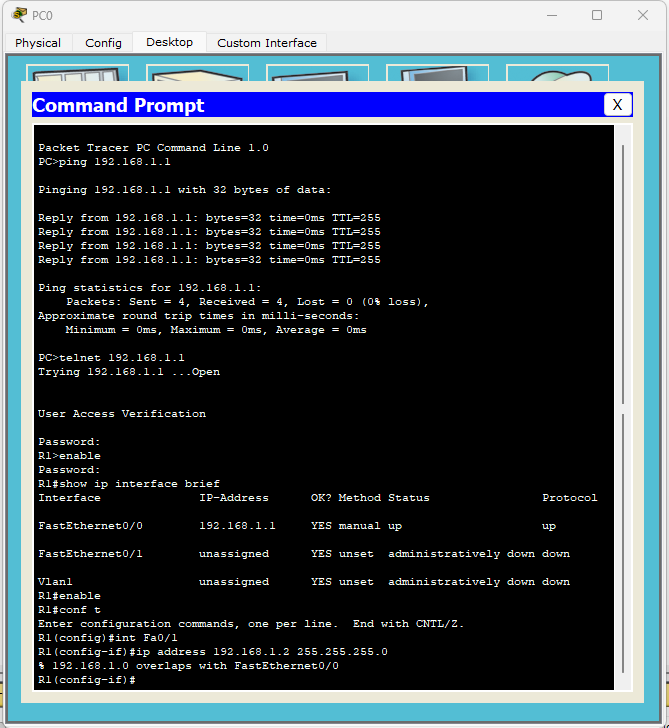 PC0
Physical Config Desktop Custom Interface
Command Prompt X
Packet Tracer PC Command Line 1.0
PC>ping 192.168.1.1
Pinging 192.168.1.1 with 32 bytes of data:
Reply from 192.168.1.1: bytes=32 time=0ms TTL=255
Reply from 192.168.1.1: bytes=32 time=0ms TTL=255
Reply from 192.168.1.1: bytes=32 time=0ms TTL=255
Reply from 192.168.1.1: bytes=32 time=0ms TTL=255
Ping statistics for 192.168.1.1:
    Packets: Sent = 4, Received = 4, Lost = 0 (0% loss),
Approximate round trip times in milli-seconds:
    Minimum = 0ms, Maximum = 0ms, Average = 0ms
PC>telnet 192.168.1.1
Trying 192.168.1.1 ...Open
User Access Verification
Password:
R1>enable
Password:
R1#show ip interface brief
Interface              IP-Address      OK? Method Status                Protocol
FastEthernet0/0        192.168.1.1     YES manual up                    up
FastEthernet0/1        unassigned      YES unset  administratively down down
Vlan1                  unassigned      YES unset  administratively down down
R1#enable
R1#conf t
Enter configuration commands, one per line.  End with CNTL/Z.
R1(config)#int Fa0/1
R1(config-if)#ip address 192.168.1.2 255.255.255.0
% 192.168.1.0 overlaps with FastEthernet0/0
R1(config-if)#